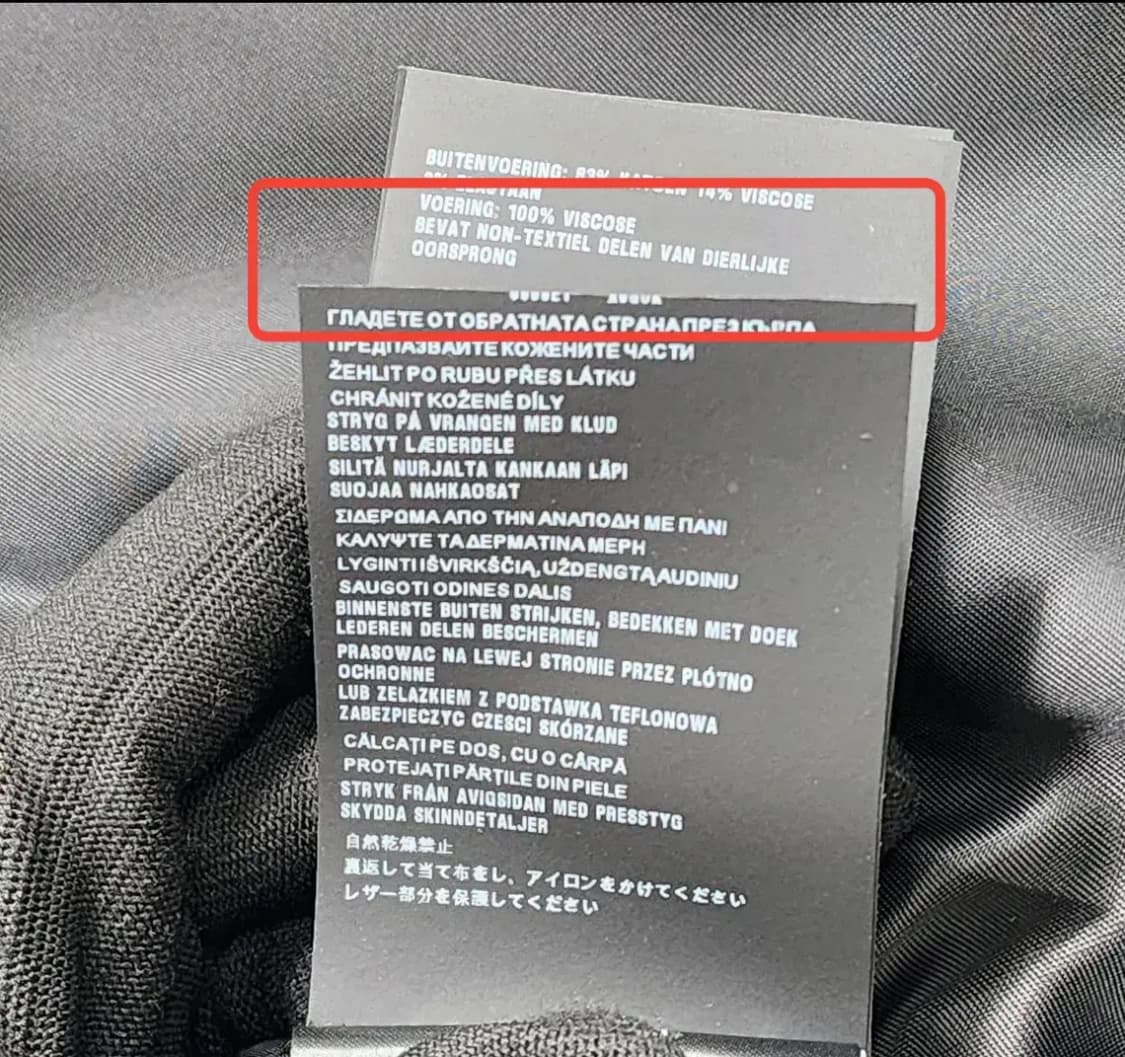 BUITENVOERING: 83% KATOEN 14% VISCOSE
ELASTAAN
VOERING: 100% VISCOSE
BEVAT NON-TEXTIEL DELEN VAN DIERLIJKE
OORSPRONG
ГЛАДЕТЕ ОТ ОБРАТНАТА СТРАНА ПРЕЗ КЪРПА
ПРЕДПАЗВАЙТЕ КОЖЕНИТЕ ЧАСТИ
ŽEHLIT PO RUBU PŘES LÁTKU
CHRÁNIT KOŽENÉ DÍLY
STRYG PÅ VRANGEN MED KLUD
BESKYT LÆDERDELE
SILITÄ NURJALTA KANKAAN LÄPI
SUOJAA NAHKAOSAT
ΣΙΔΕΡΩΜΑ ΑΠΟ ΤΗΝ ΑΝΑΠΟΔΗ ΜΕ ΠΑΝΙ
ΚΑΛΥΨΤΕ ΤΑ ΔΕΡΜΑΤΙΝΑ ΜΕΡΗ
LYGINTI IŠVIRKŠČIĄ, UŽDENGTĄ AUDINIU
SAUGOTI ODINES DALIS
BINNENSTE BUITEN STRIJKEN, BEDEKKEN MET DOEK
LEDEREN DELEN BESCHERMEN
PRASOWAC NA LEWEJ STRONIE PRZEZ PLÓTNO
OCHRONNE
LUB ZELAZKIEM Z PODSTAWKA TEFLONOWA
ZABEZPIECZYC CZESCI SKÓRZANE
CĂLCAȚI PE DOS, CU O CÂRPĂ
PROTEJAȚI PĂRȚILE DIN PIELE
STRYK FRÅN AVIGSIDAN MED PRESSTYG
SKYDDA SKINNDETALJER
自然乾燥禁止
裏返して当て布をし、アイロンをかけてください
レザー部分を保護してください